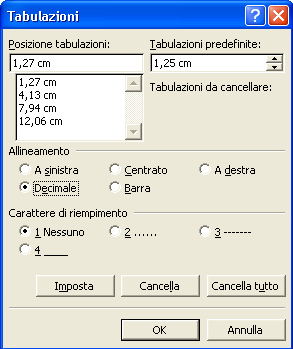 Tabulazioni
Posizione tabulazioni: Tabulazioni predefinite:
1,27 cm 1,25 cm
1,27 cm Tabulazioni da cancellare:
4,13 cm
7,94 cm
12,06 cm
Allineamento
A sinistra Centrato A destra
Decimale Barra
Carattere di riempimento
1 Nessuno 2 ...... 3 -------
4 ____
Imposta Cancella Cancella tutto
OK Annulla